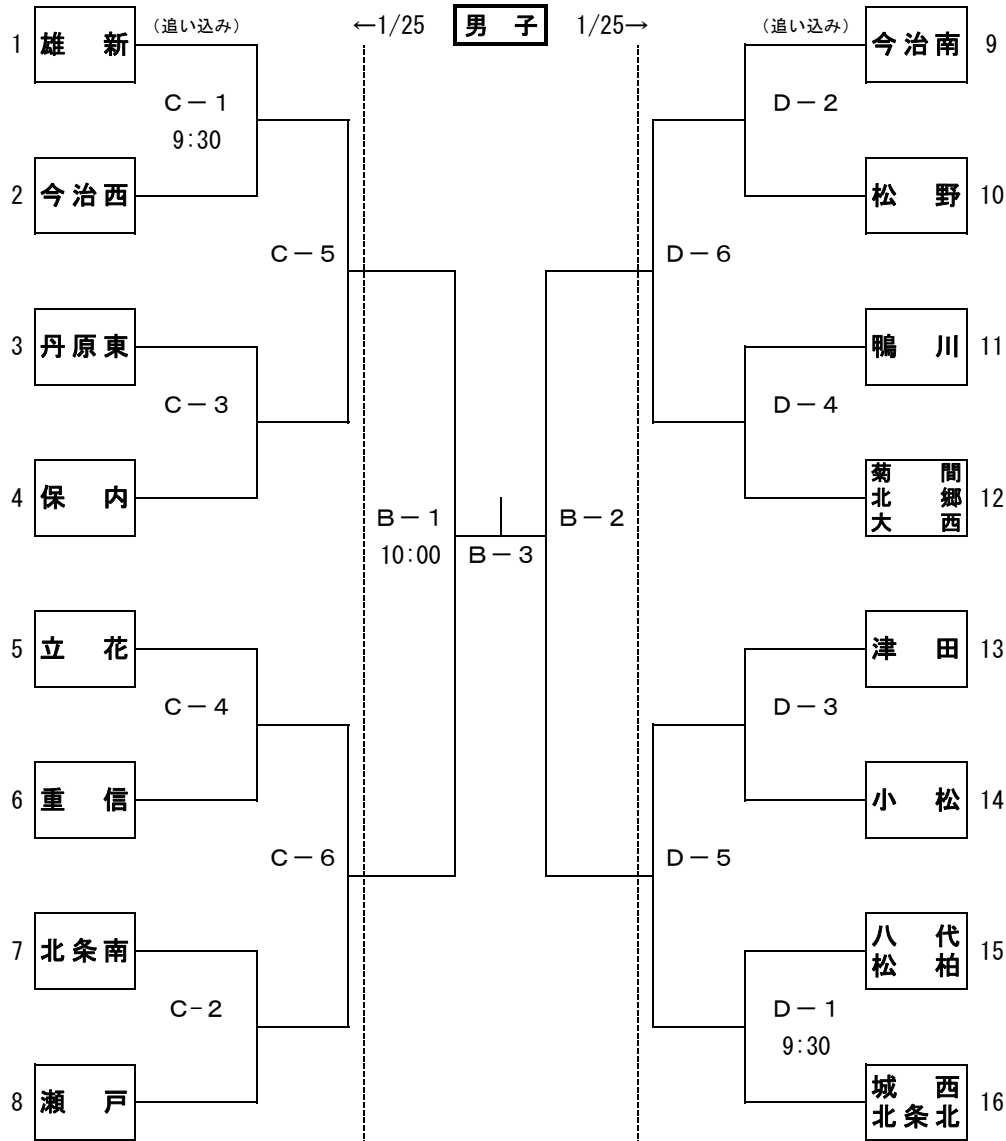 (追い込み) ←1/25 男 子 1/25→ (追い込み)
1 雄 新 今治南 9
C－1 D－2
9:30
2 今治西 松 野 10
C－5 D－6
3 丹原東 鴨 川 11
C－3 D－4
4 保 内 菊 間 12
北 郷
大 西
B－1 B－2
10:00 B－3
5 立 花 津 田 13
C－4 D－3
6 重 信 小 松 14
C－6 D－5
7 北条南 八 代 15
松 柏
C-2 D－1
9:30
8 瀬 戸 城 西 16
北条北